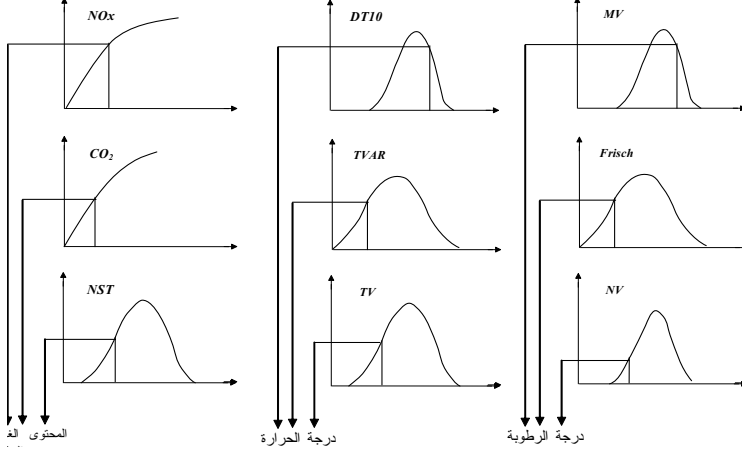 NOx DT10 MV
CO₂ TVAR Frisch
NST TV NV
المحتوى درجة الحرارة درجة الرطوبة